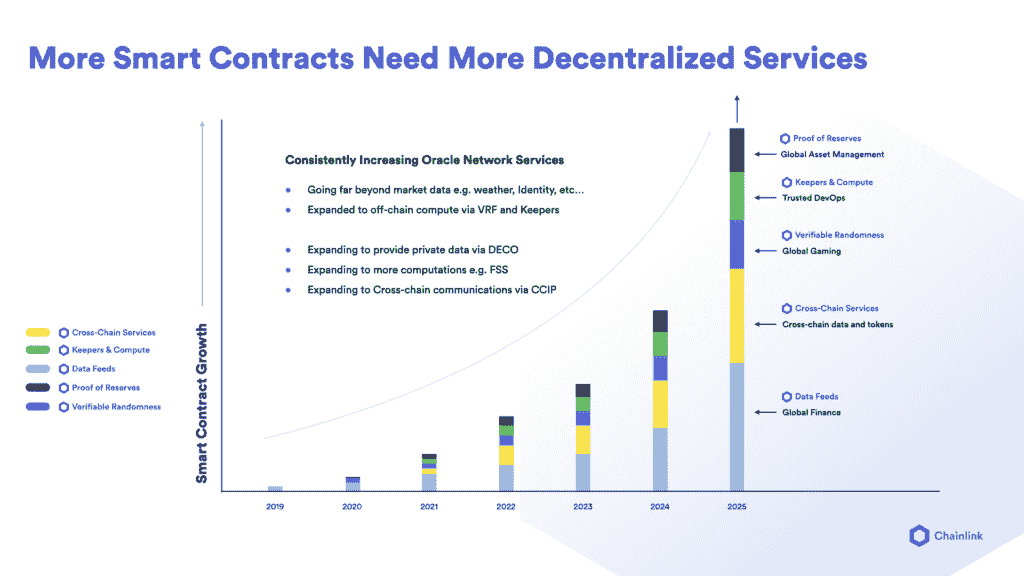 More Smart Contracts Need More Decentralized Services
Consistently Increasing Oracle Network Services
Going far beyond market data e.g. weather, Identity, etc...
Expanded to off-chain compute via VRF and Keepers
Expanding to provide private data via DECO
Expanding to more computations e.g. FSS
Expanding to Cross-chain communications via CCIP
Proof of Reserves
Global Asset Management
Keepers & Compute
Trusted DevOps
Verifiable Randomness
Global Gaming
Cross-Chain Services
Cross-chain data and tokens
Data Feeds
Global Finance
Cross-Chain Services
Keepers & Compute
Data Feeds
Proof of Reserves
Verifiable Randomness
Smart Contract Growth
2019 2020 2021 2022 2023 2024 2025
Chainlink